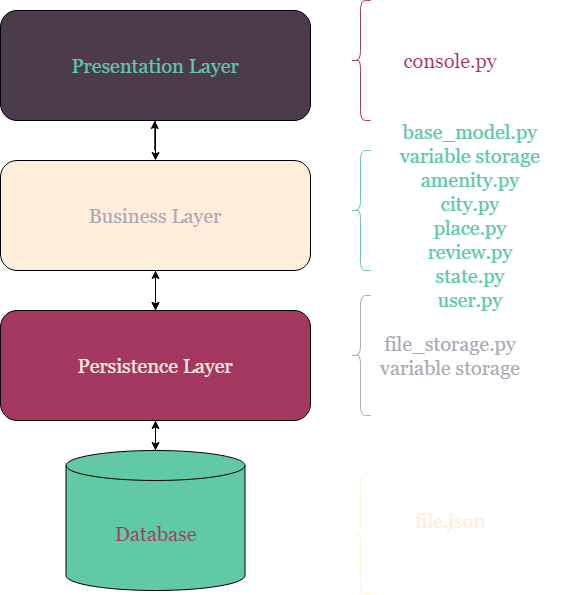 Presentation Layer
console.py
Business Layer
base_model.py
variable storage
amenity.py
city.py
place.py
review.py
state.py
user.py
Persistence Layer
file_storage.py
variable storage
Database
file.json